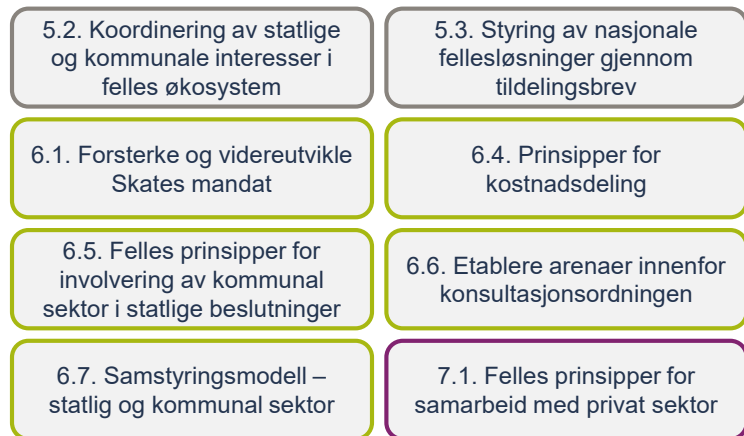 5.2. Koordinering av statlige
og kommunale interesser i
felles økosystem
5.3. Styring av nasjonale
fellesløsninger gjennom
tildelingsbrev
6.1. Forsterke og videreutvikle
Skates mandat
6.4. Prinsipper for
kostnadsdeling
6.5. Felles prinsipper for
involvering av kommunal
sektor i statlige beslutninger
6.6. Etablere arenaer innenfor
konsultasjonsordningen
6.7. Samstyringsmodell –
statlig og kommunal sektor
7.1. Felles prinsipper for
samarbeid med privat sektor